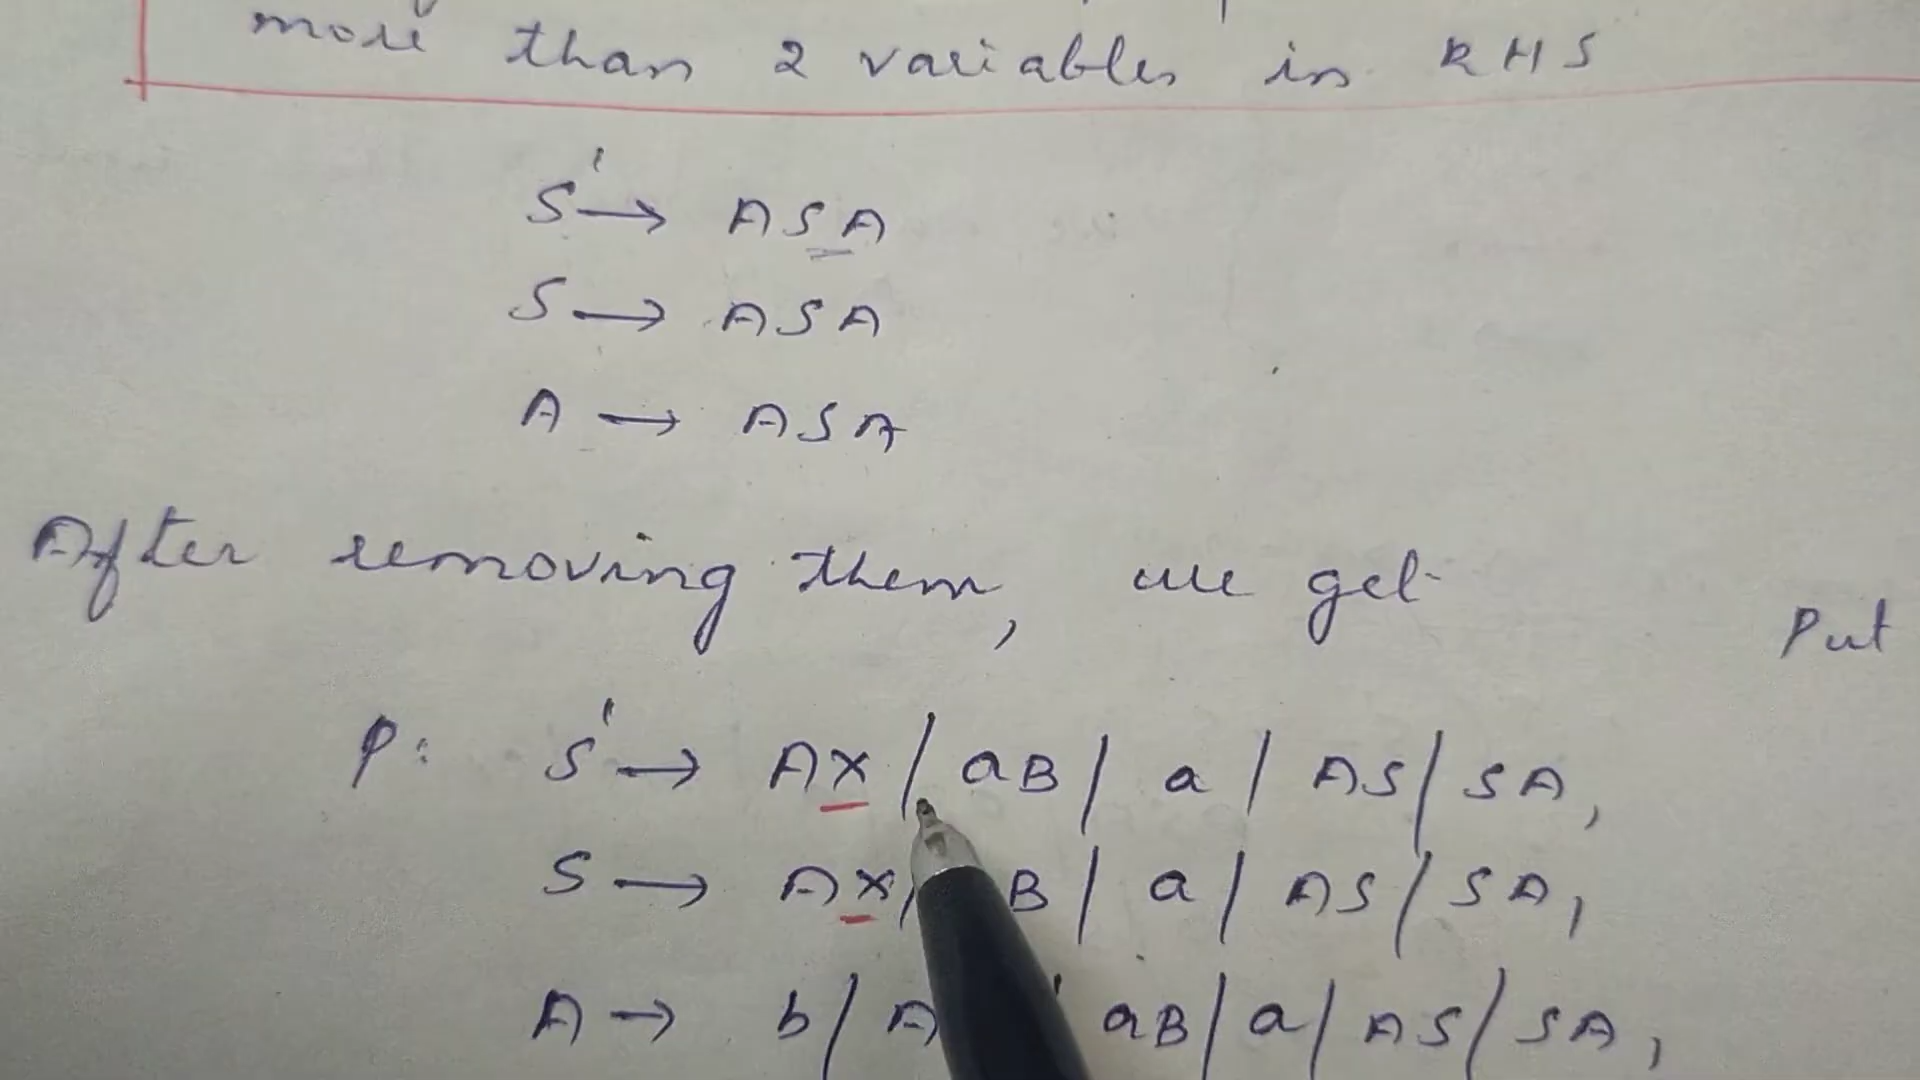 more than 2 variables in RHS
S' → ASA
S → ASA
A → ASA
After removing them, we get
Put
P: S' → AX / aB / a / AS / SA,
S → AX / B / a / AS / SA,
A → b / A aB / a / AS / SA,